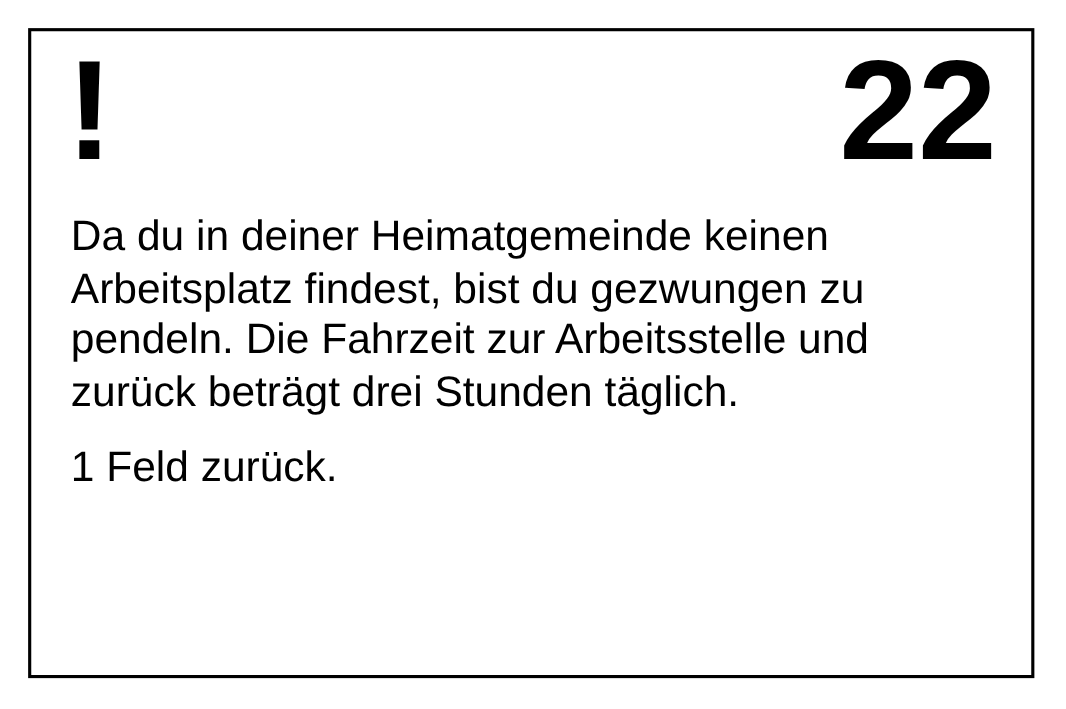 ! 22
Da du in deiner Heimatgemeinde keinen
Arbeitsplatz findest, bist du gezwungen zu
pendeln. Die Fahrzeit zur Arbeitsstelle und
zurück beträgt drei Stunden täglich.
1 Feld zurück.